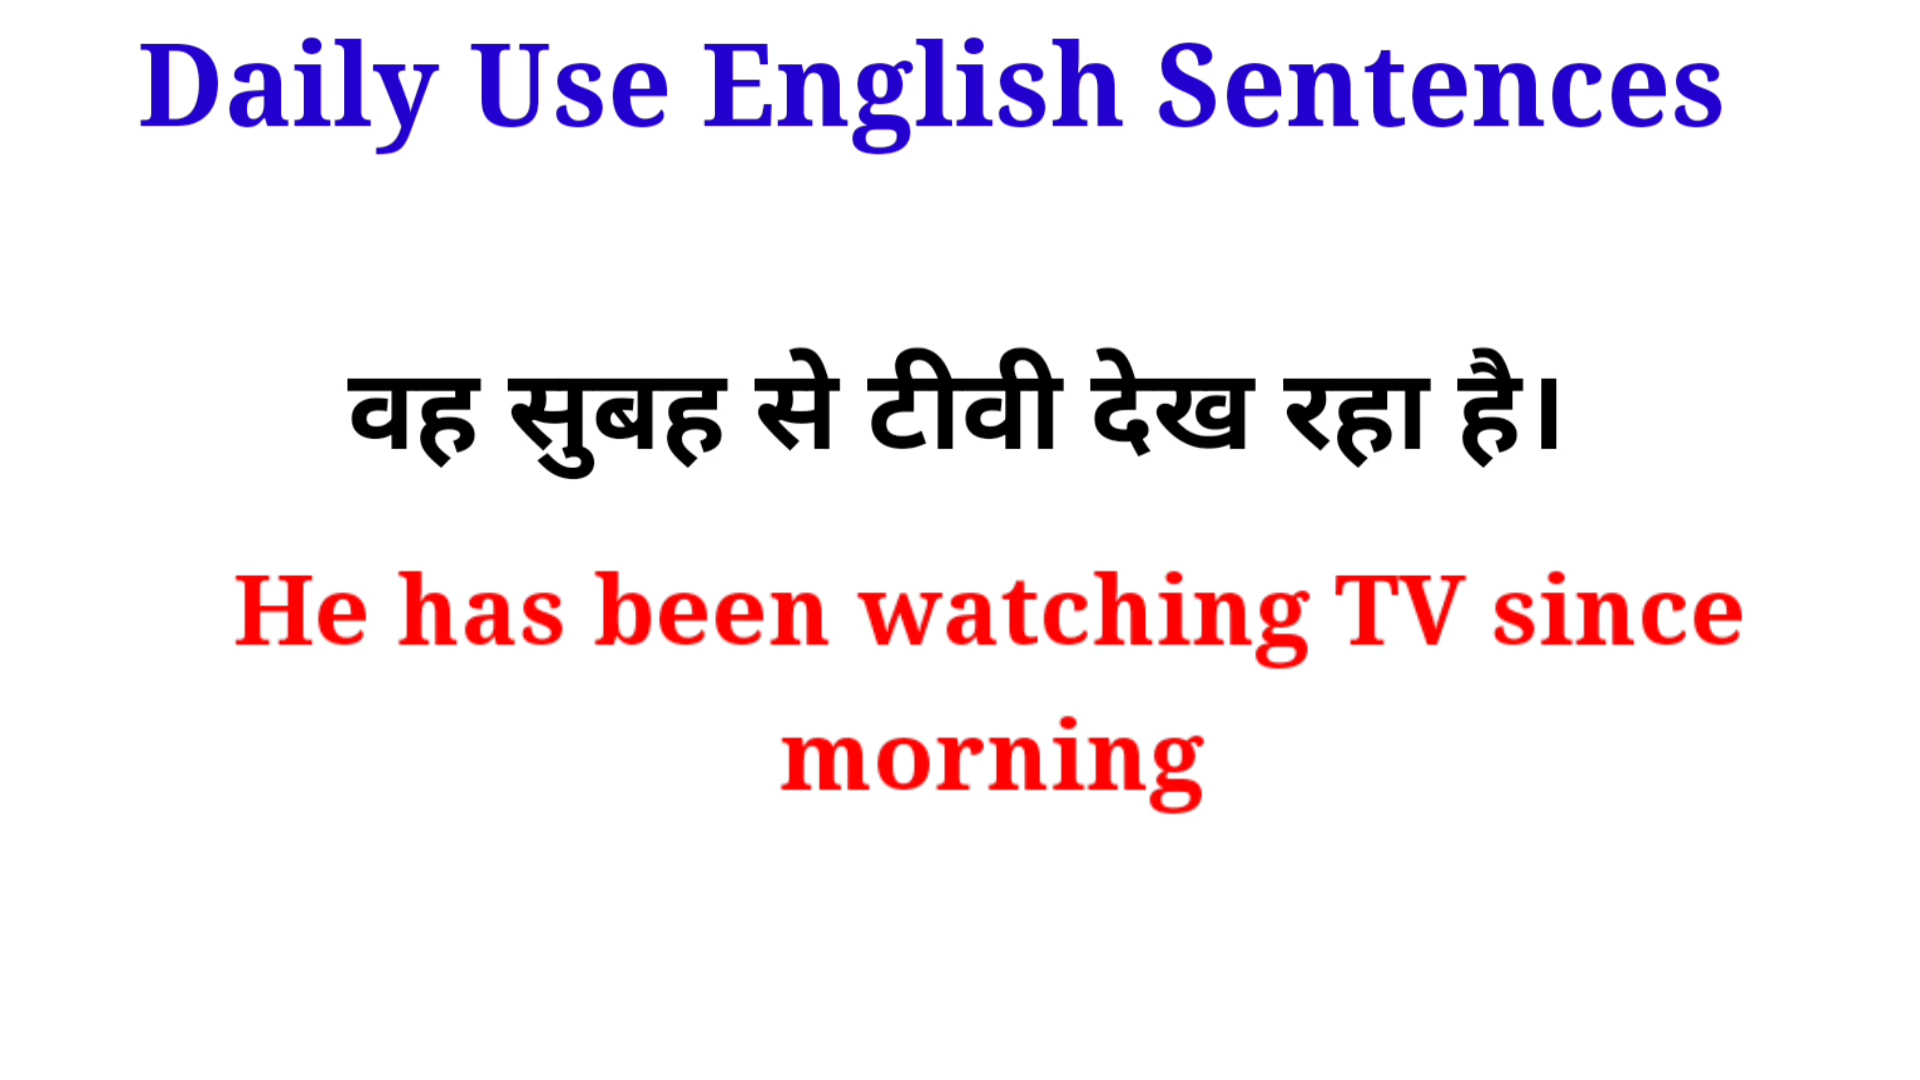 Daily Use English Sentences
वह सुबह से टीवी देख रहा है।
He has been watching TV since
morning